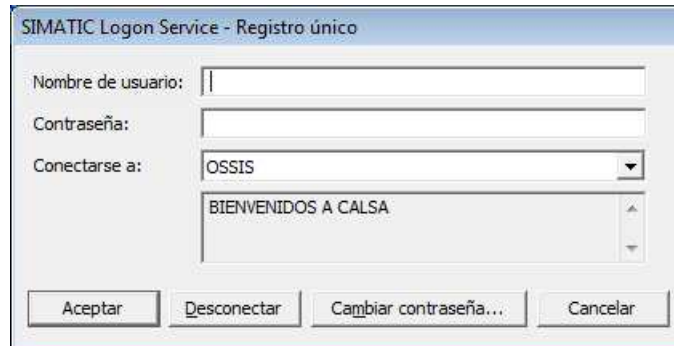 SIMATIC Logon Service - Registro único
Nombre de usuario:
Contraseña:
Conectarse a: OSSIS
BIENVENIDOS A CALSA
Aceptar Desconectar Cambiar contraseña... Cancelar